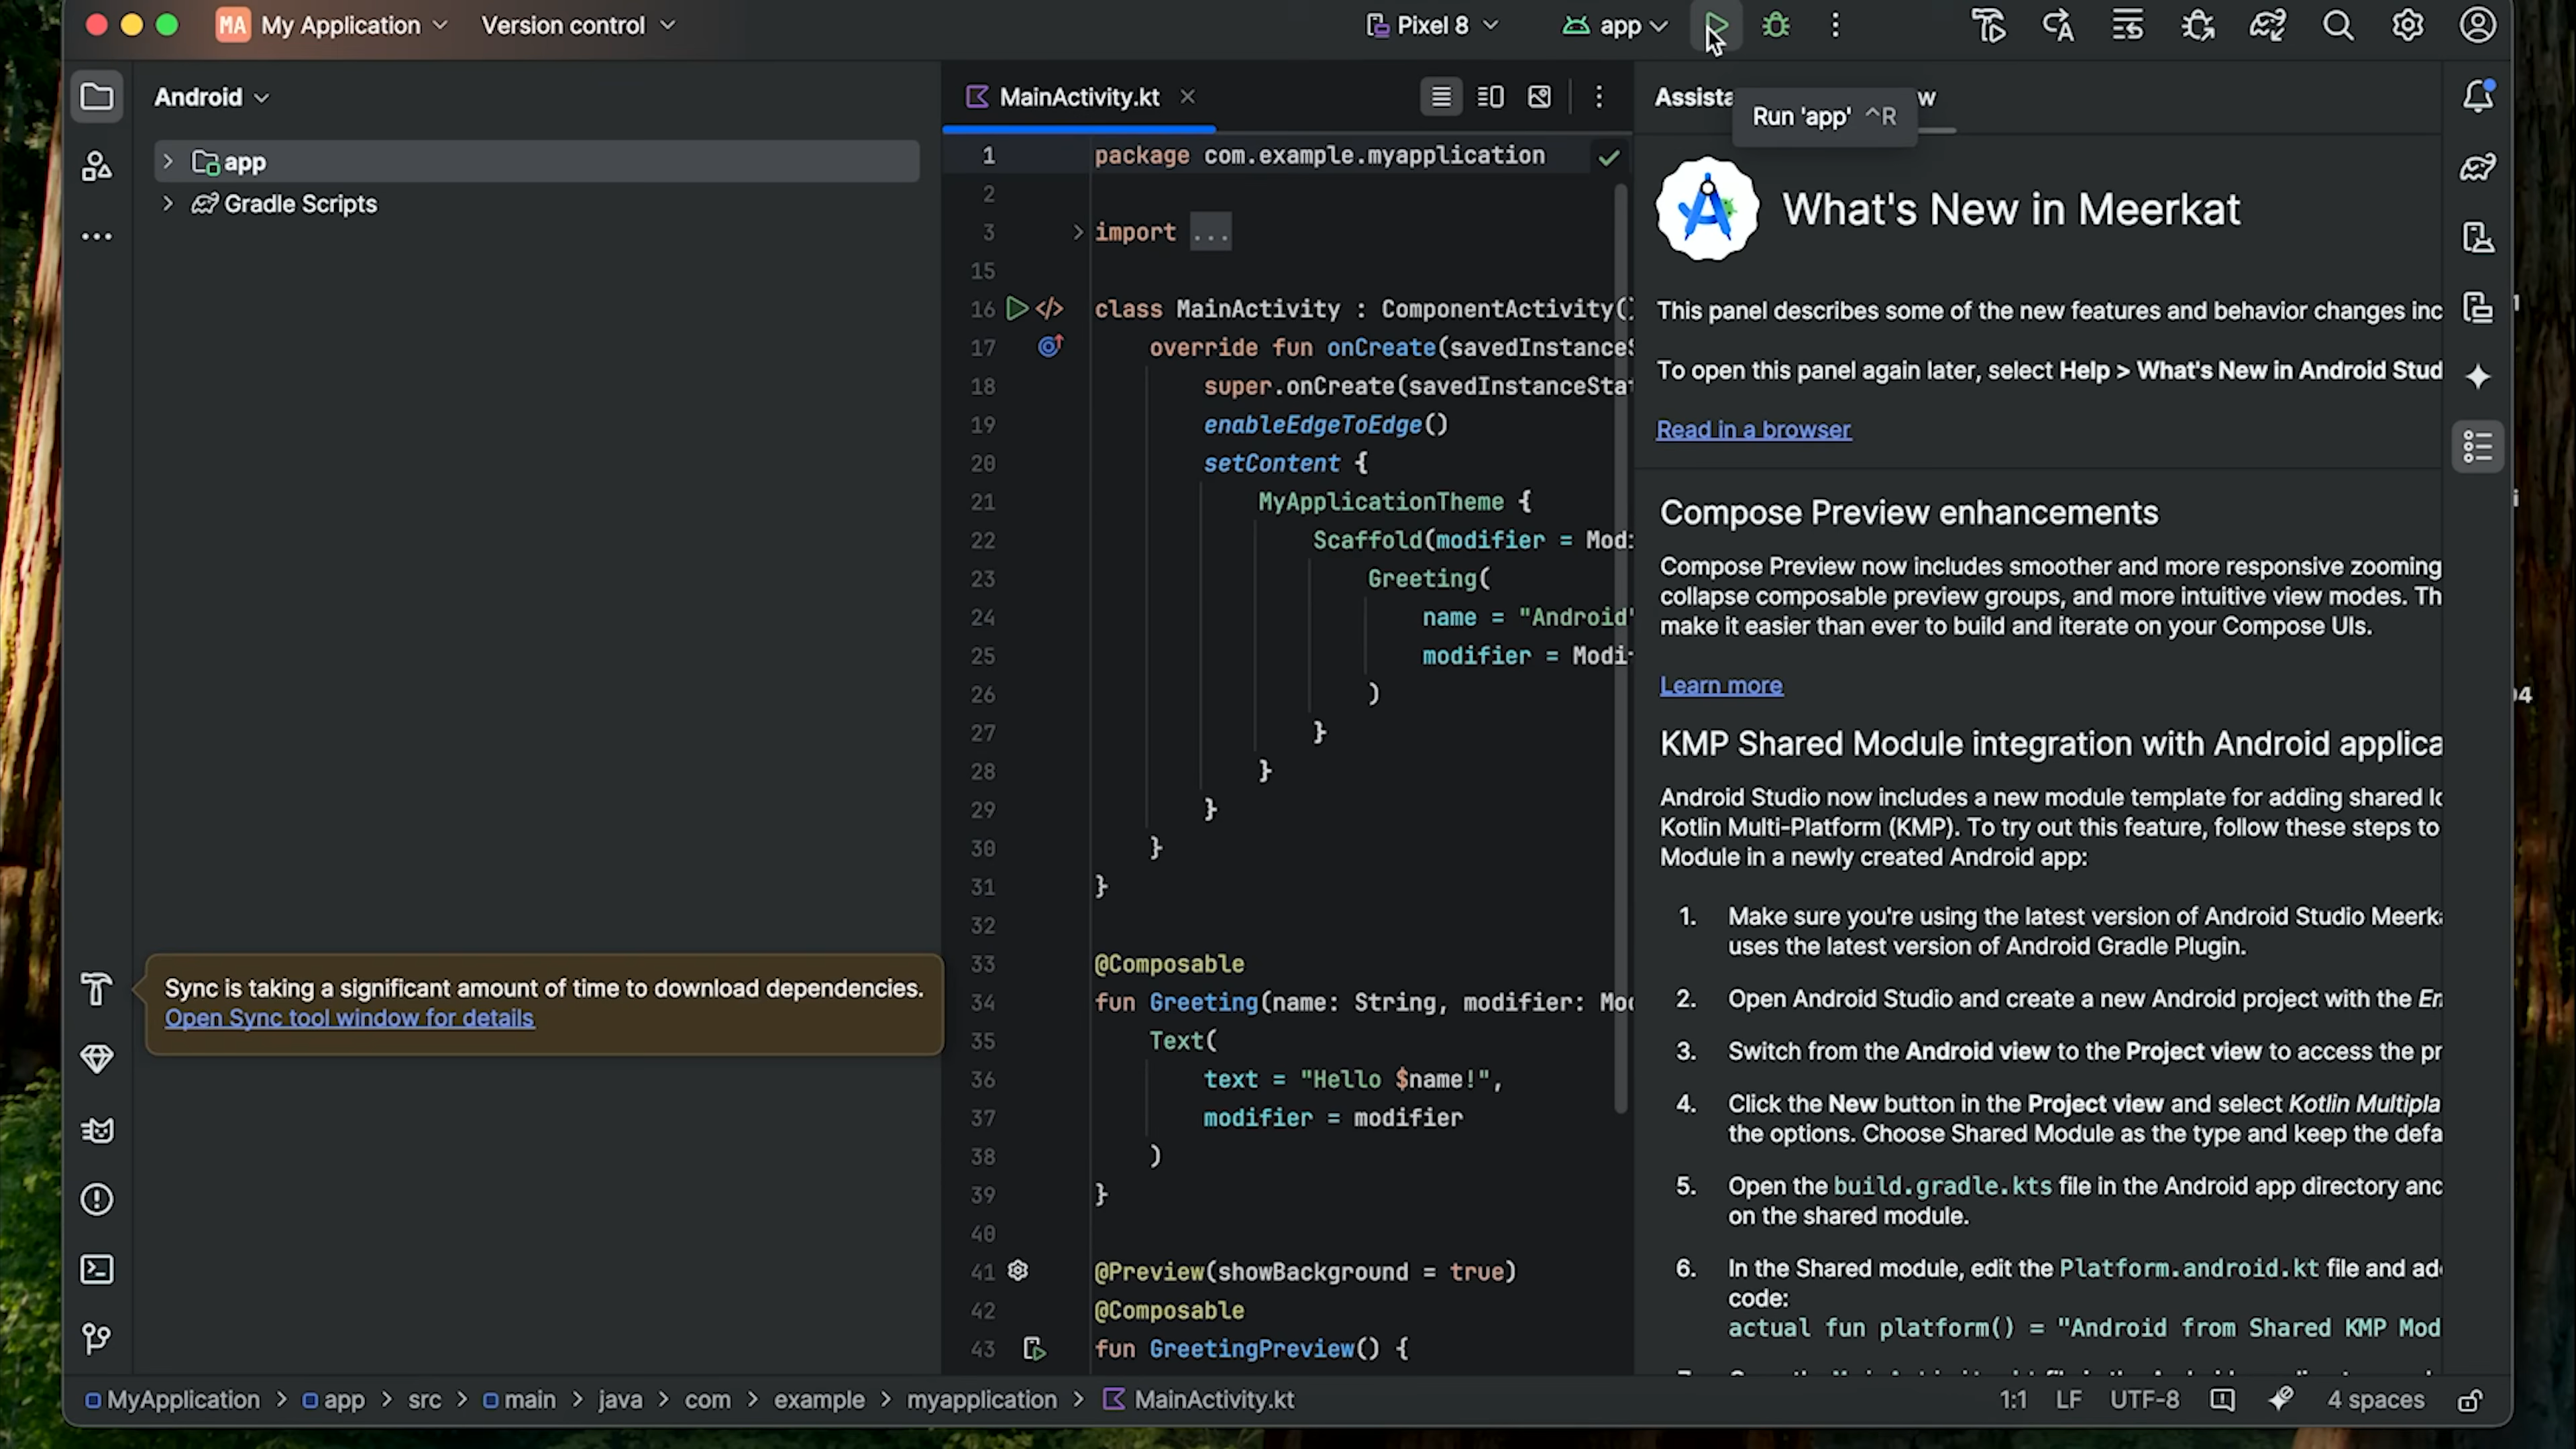 MA My Application Version control Pixel 8 app
Android
MainActivity.kt
Assista w
Run 'app' ^R
app
Gradle Scripts
1 package com.example.myapplication
2
3 import ...
15
16 class MainActivity : ComponentActivity()
17 override fun onCreate(savedInstanceS
18 super.onCreate(savedInstanceStat
19 enableEdgeToEdge()
20 setContent {
21 MyApplicationTheme {
22 Scaffold(modifier = Modi
23 Greeting(
24 name = "Android"
25 modifier = Modi
26 )
27 }
28 }
29 }
30 }
31 }
32
33 @Composable
34 fun Greeting(name: String, modifier: Mod
35 Text(
36 text = "Hello $name!",
37 modifier = modifier
38 )
39 }
40
41 @Preview(showBackground = true)
42 @Composable
43 fun GreetingPreview() {
Sync is taking a significant amount of time to download dependencies.
Open Sync tool window for details
What's New in Meerkat
This panel describes some of the new features and behavior changes inc
To open this panel again later, select Help > What's New in Android Stud
Read in a browser
Compose Preview enhancements
Compose Preview now includes smoother and more responsive zooming
collapse composable preview groups, and more intuitive view modes. Th
make it easier than ever to build and iterate on your Compose UIs.
Learn more
KMP Shared Module integration with Android applica
Android Studio now includes a new module template for adding shared lo
Kotlin Multi-Platform (KMP). To try out this feature, follow these steps to
Module in a newly created Android app:
1. Make sure you're using the latest version of Android Studio Meerka
uses the latest version of Android Gradle Plugin.
2. Open Android Studio and create a new Android project with the Em
3. Switch from the Android view to the Project view to access the pr
4. Click the New button in the Project view and select Kotlin Multipla
the options. Choose Shared Module as the type and keep the defa
5. Open the build.gradle.kts file in the Android app directory and
on the shared module.
6. In the Shared module, edit the Platform.android.kt file and ad
code:
actual fun platform() = "Android from Shared KMP Mod
MyApplication > app > src > main > java > com > example > myapplication > MainActivity.kt
1:1 LF UTF-8 4 spaces